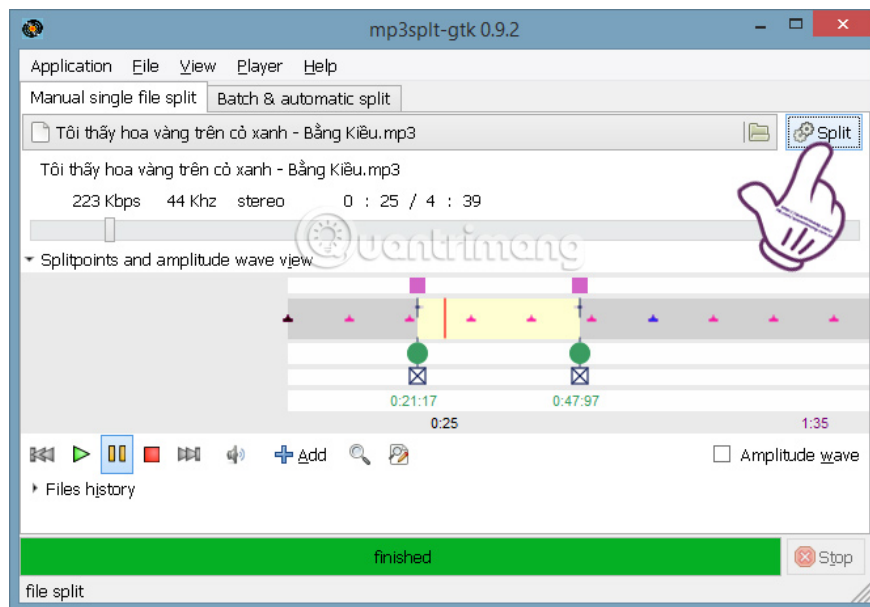 mp3splt-gtk 0.9.2
Application File View Player Help
Manual single file split Batch & automatic split
Tôi thấy hoa vàng trên cỏ xanh - Bằng Kiều.mp3 Split
Tôi thấy hoa vàng trên cỏ xanh - Bằng Kiều.mp3
223 Kbps 44 Khz stereo 0 : 25 / 4 : 39
Quantrimang
Splitpoints and amplitude wave view
0:21:17 0:47:97
0:25 1:35
Add Amplitude wave
Files history
finished Stop
file split